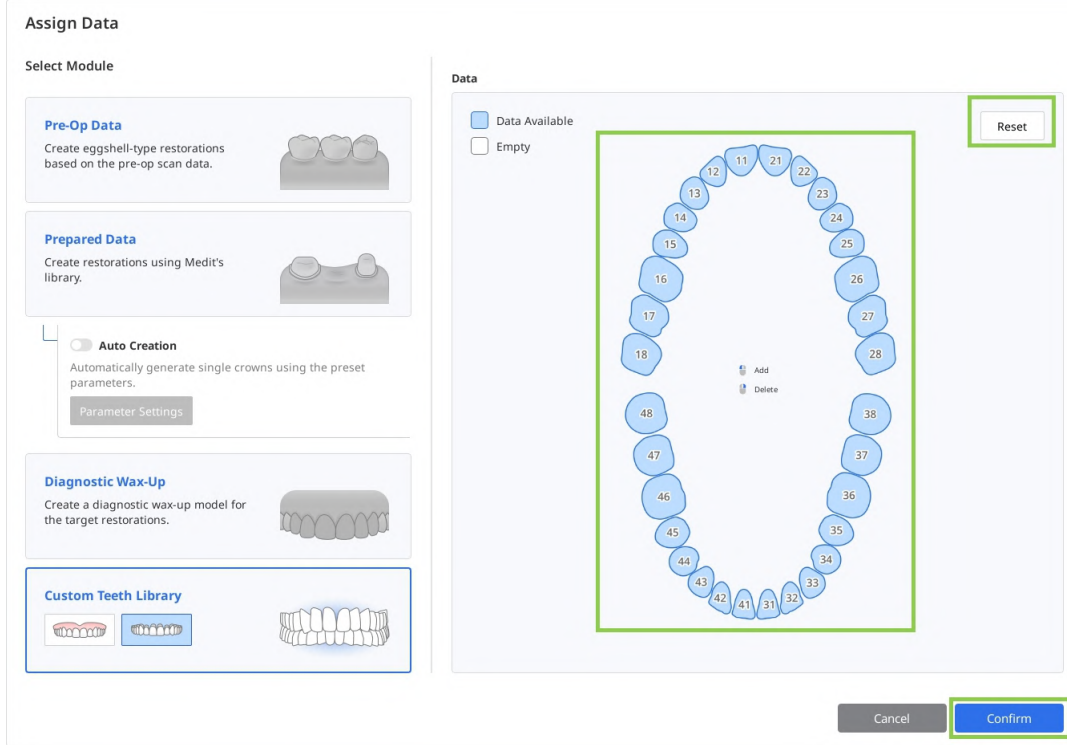 Assign Data
Select Module
Pre-Op Data
Create eggshell-type restorations
based on the pre-op scan data.
Prepared Data
Create restorations using Medit's
library.
Auto Creation
Automatically generate single crowns using the preset
parameters.
Parameter Settings
Diagnostic Wax-Up
Create a diagnostic wax-up model for
the target restorations.
Custom Teeth Library
Data
Data Available
Empty
Reset
11 21
12 22
13 23
14 24
15 25
16 26
17 27
18 28
Add
Delete
48 38
47 37
46 36
45 35
44 34
43 33
42 41 31 32
Cancel
Confirm